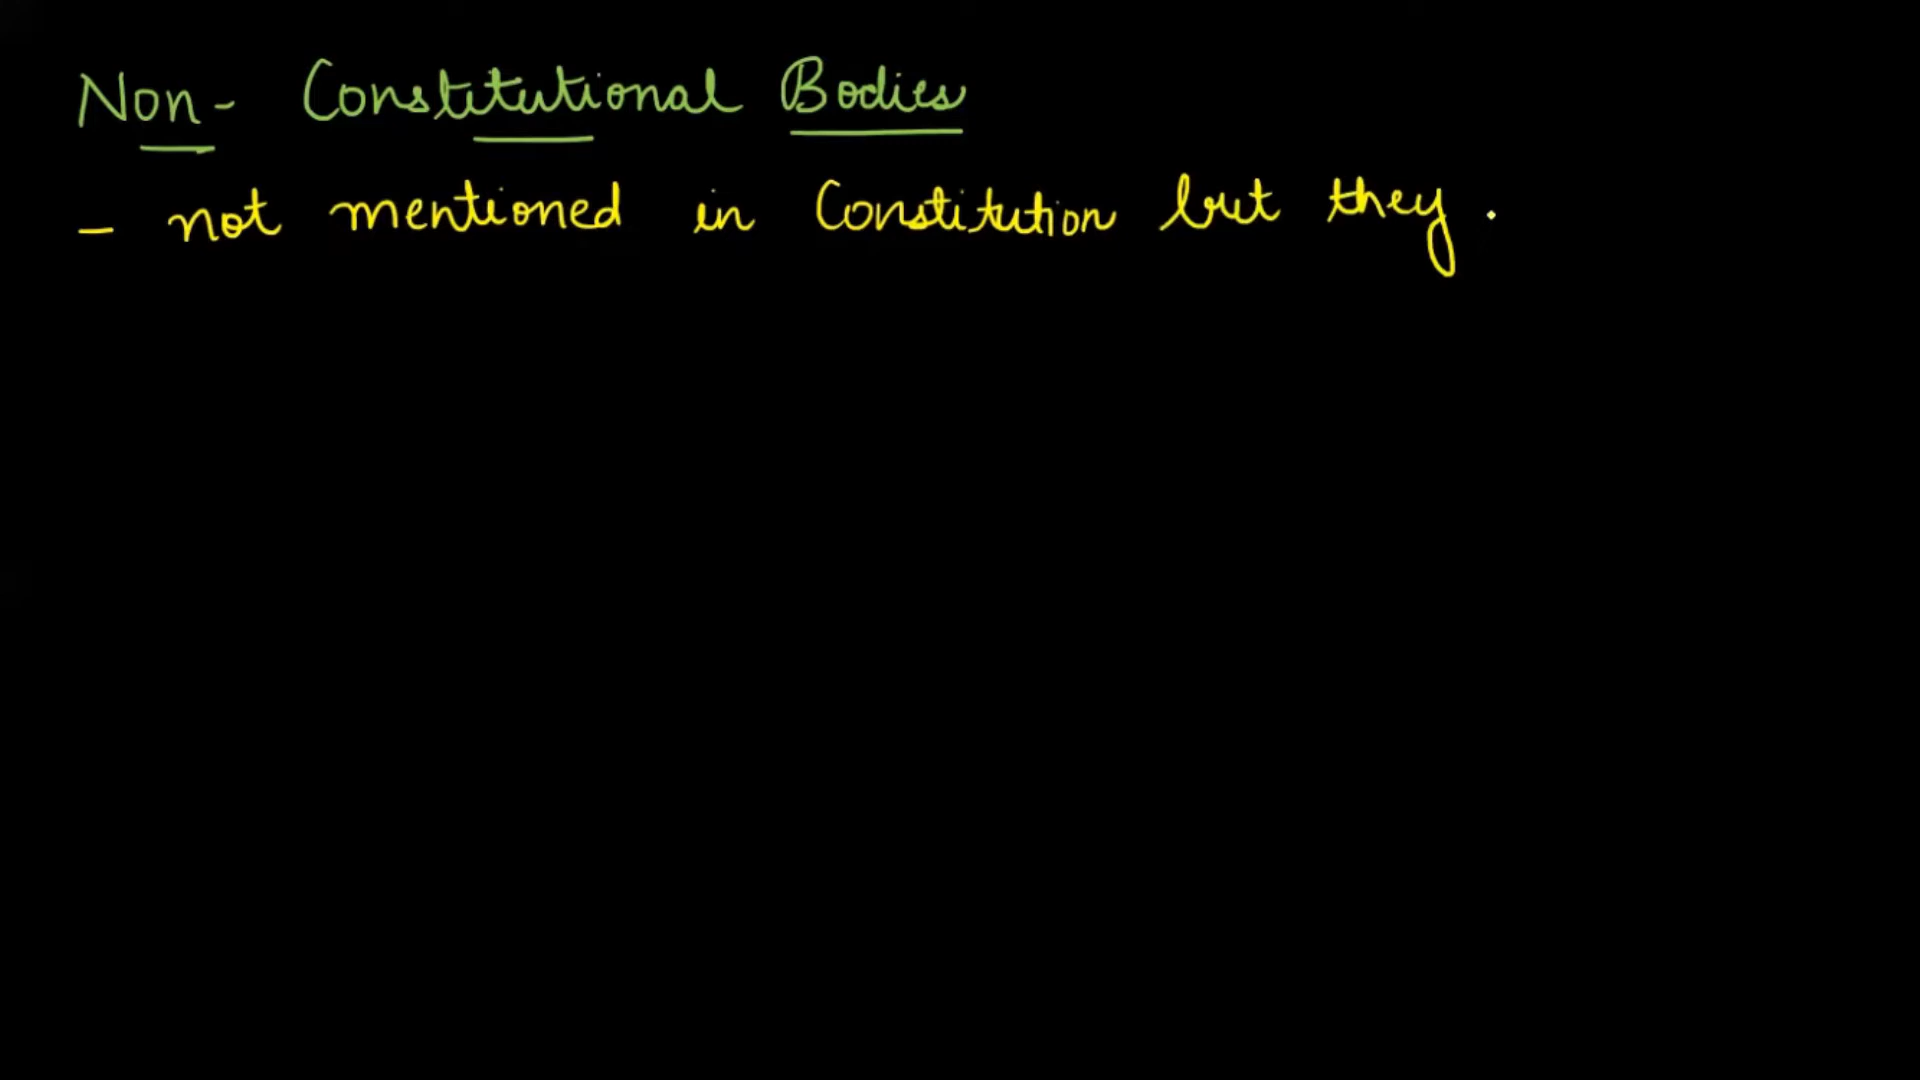 Non- Constitutional Bodies
- not mentioned in Constitution but they .